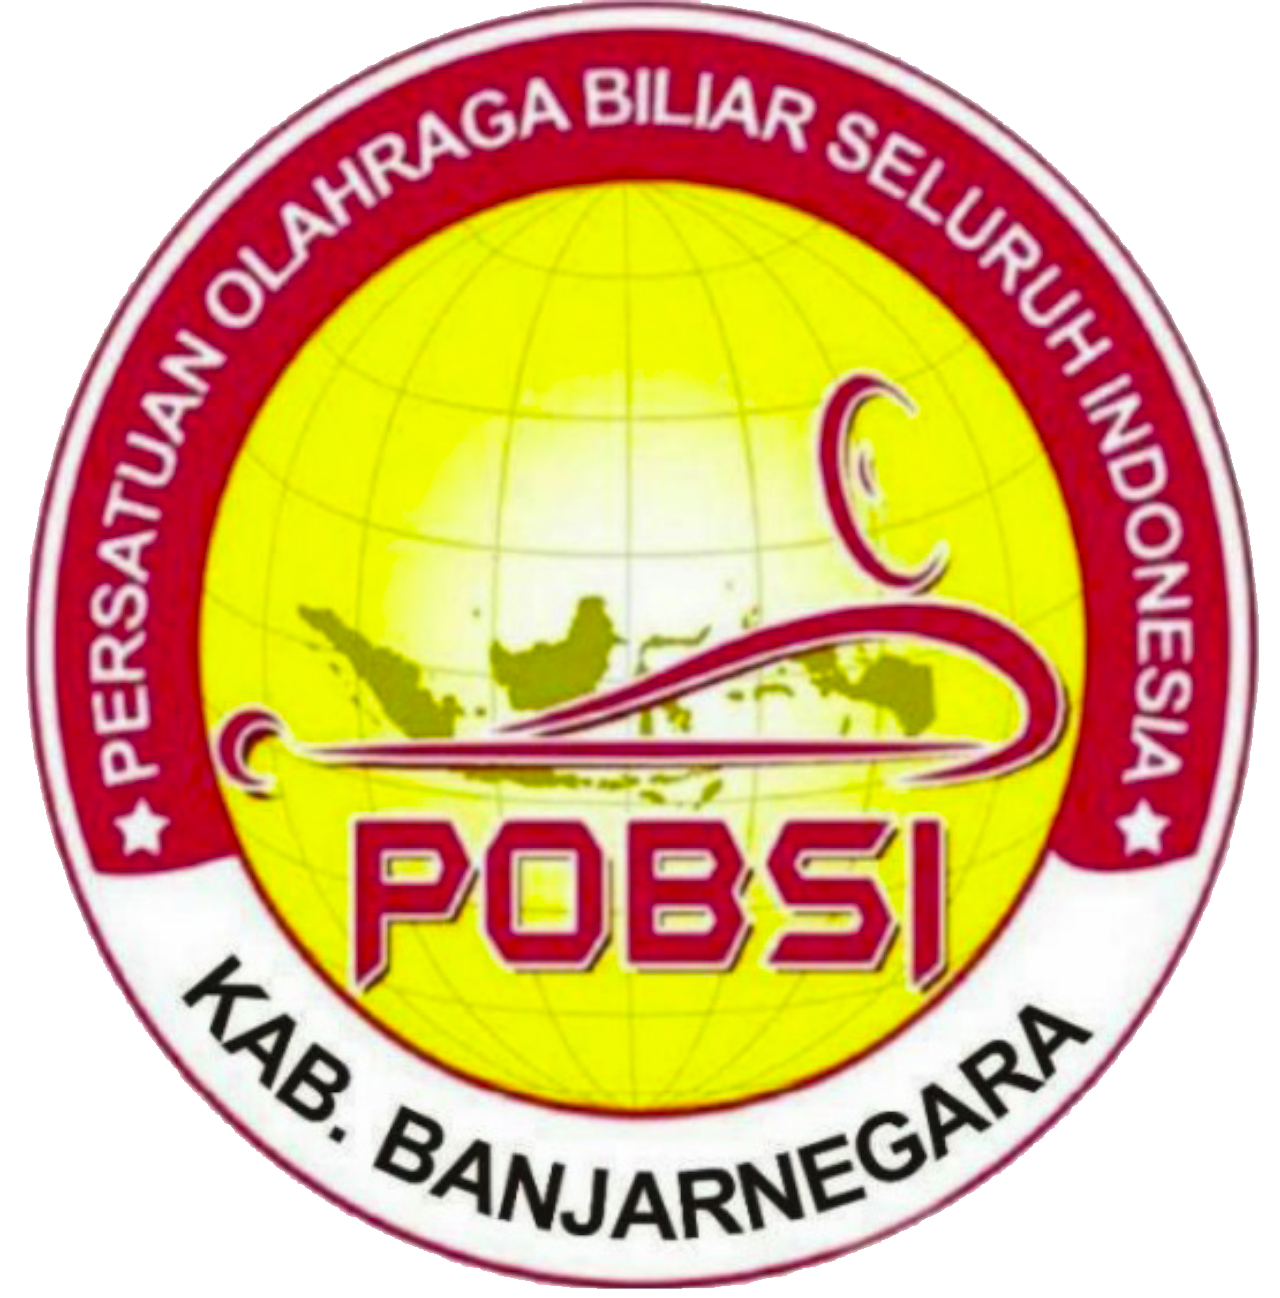 PERSATUAN OLAHRAGA BILIAR SELURUH INDONESIA
POBSI
KAB. BANJARNEGARA